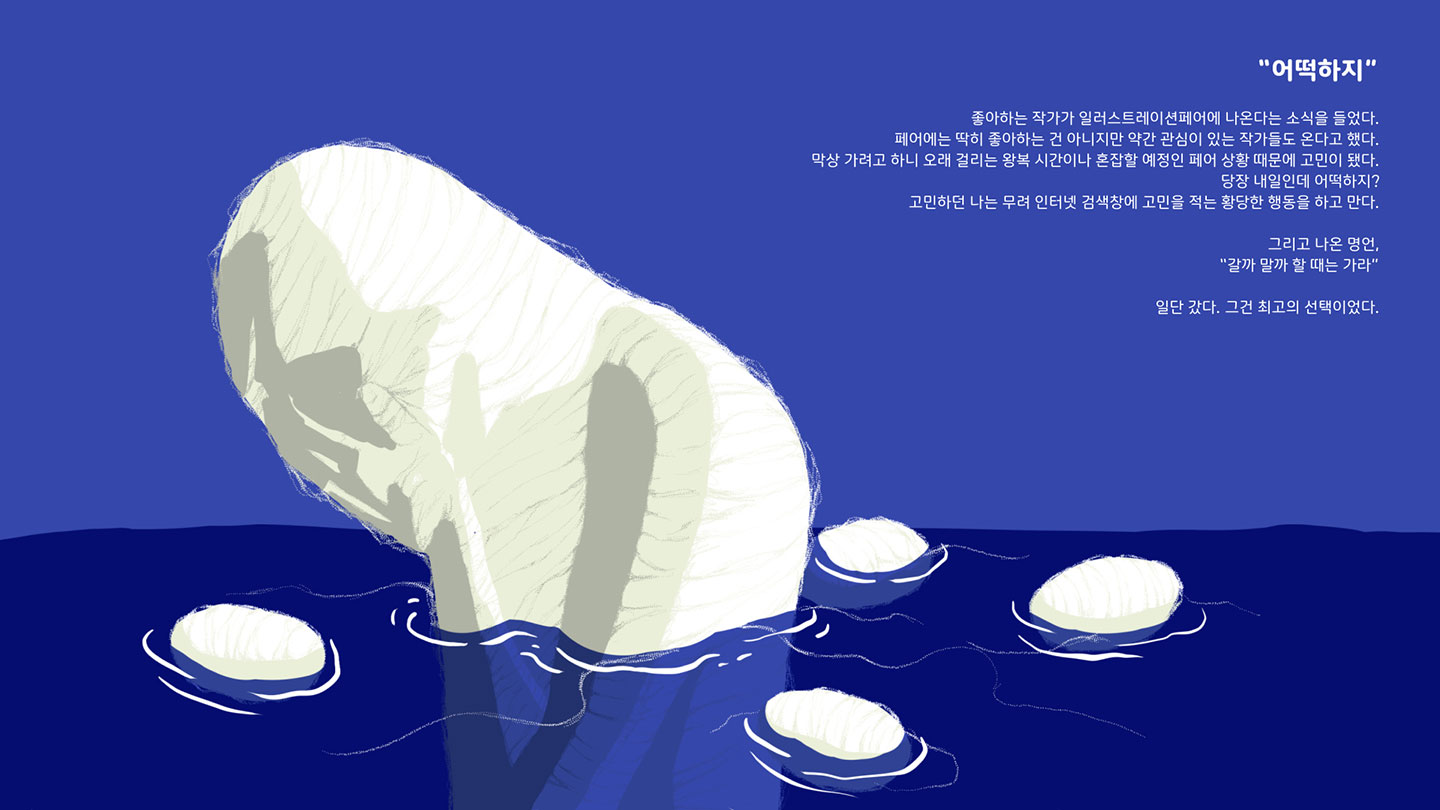 “어떡하지”
좋아하는 작가가 일러스트레이션페어에 나온다는 소식을 들었다.
페어에는 딱히 좋아하는 건 아니지만 약간 관심이 있는 작가들도 온다고 했다.
막상 가려고 하니 오래 걸리는 왕복 시간이나 혼잡할 예정인 페어 상황 때문에 고민이 됐다.
당장 내일인데 어떡하지?
고민하던 나는 무려 인터넷 검색창에 고민을 적는 황당한 행동을 하고 만다.
그리고 나온 명언,
“갈까 말까 할 때는 가라”
일단 갔다. 그건 최고의 선택이었다.